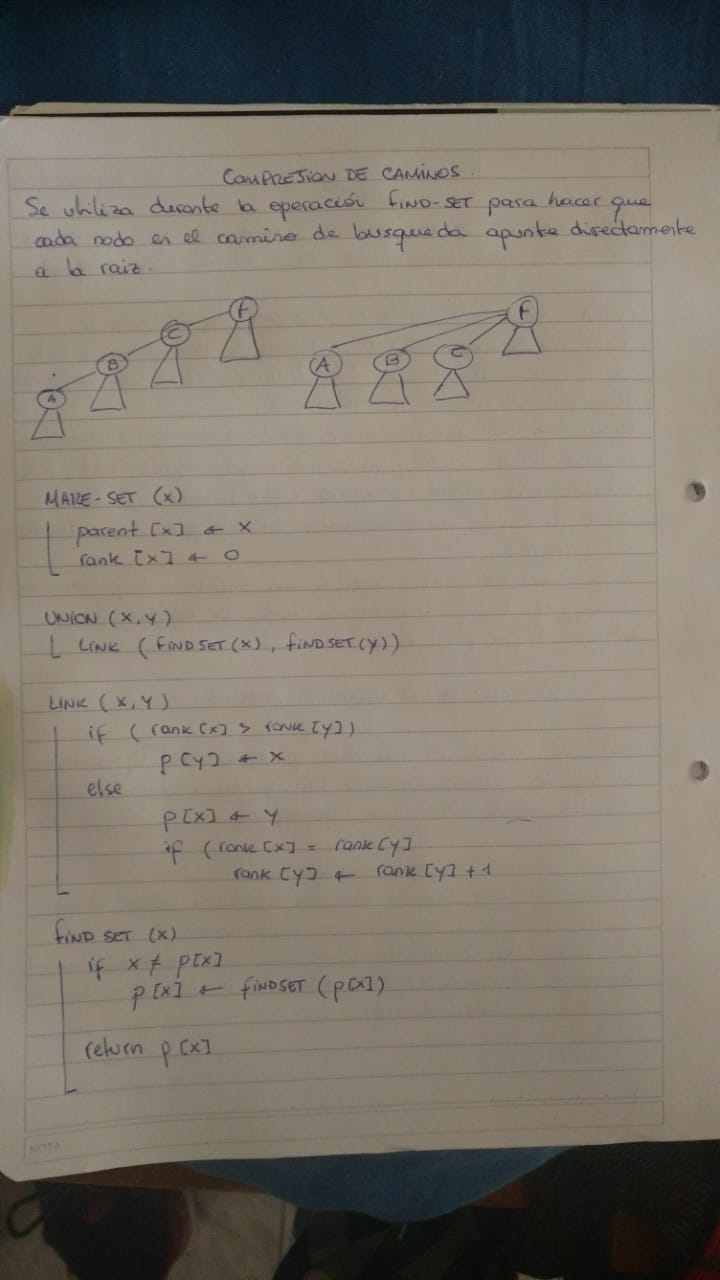 COMPRESION DE CAMINOS.
Se utiliza durante la operación FIND-SET para hacer que
cada nodo en el camino de busqueda apunte directamente
a la raiz.
A B C F
A B C F
MAKE-SET (X)
parent [x] ← X
rank [x] ← 0
UNION (X,Y)
LINK (FINDSET(X), FINDSET(Y))
LINK (X,Y)
if (rank [x] > rank [y])
p[y] ← X
else
p[x] ← Y
if (rank[x] = rank[y]
rank [y] ← rank [y] + 1
FIND SET (X)
if x ≠ p[x]
p[x] ← FINDSET (p[x])
return p[x]
NOTA